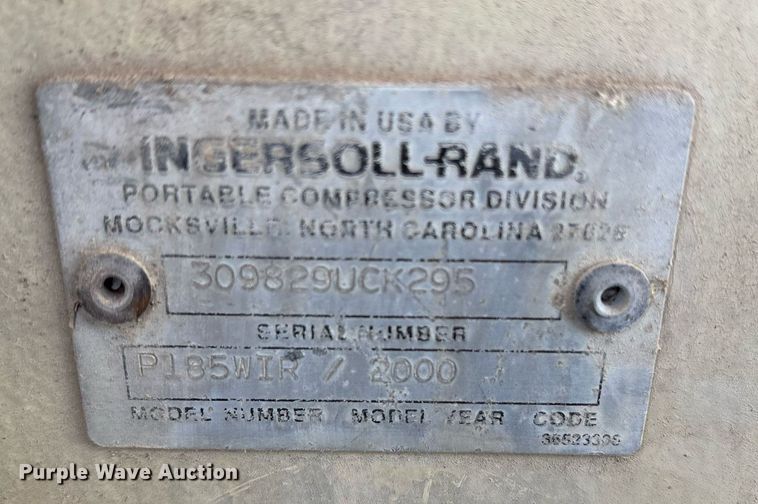 MADE IN USA BY
INGERSOLL-RAND®
PORTABLE COMPRESSOR DIVISION
MOCKSVILLE, NORTH CAROLINA 27028
309829UCK295
SERIAL NUMBER
P185WIR / 2000
MODEL NUMBER / MODEL YEAR CODE
Purple Wave Auction